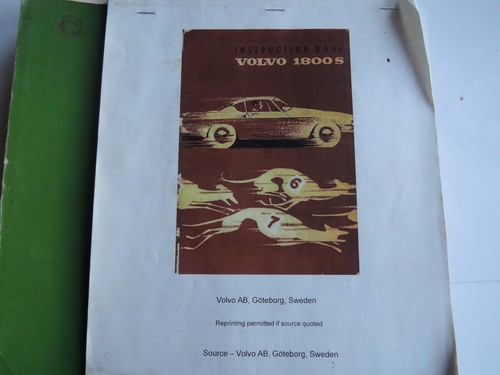 INSTRUCTION BOOK
VOLVO 1800 S
6
7
Volvo AB, Göteborg, Sweden
Reprinting permitted if source quoted
Source – Volvo AB, Göteborg, Sweden